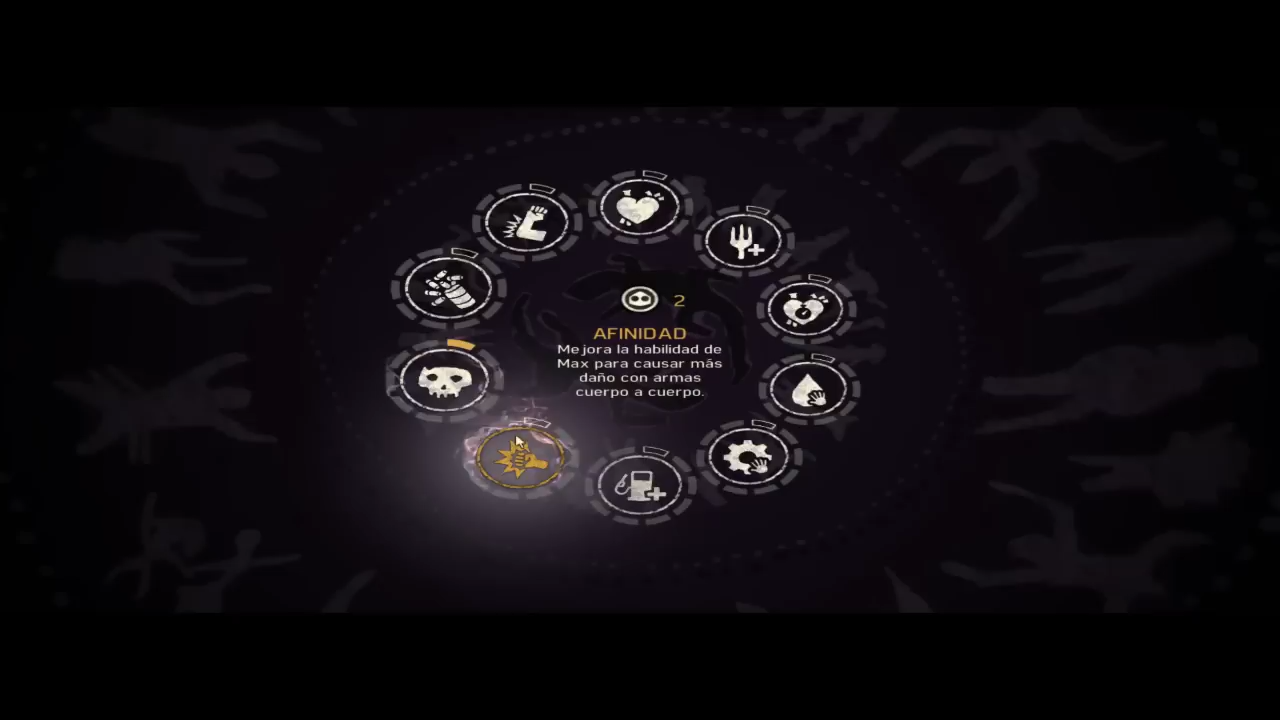 2
AFINIDAD
Mejora la habilidad de
Max para causar más
daño con armas
cuerpo a cuerpo.